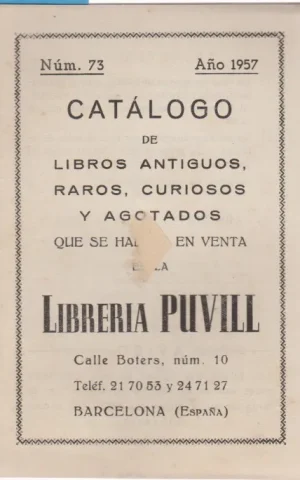 Núm. 73 Año 1957
CATÁLOGO
DE
LIBROS ANTIGUOS,
RAROS, CURIOSOS
Y AGOTADOS
QUE SE EN VENTA
LA
LIBRERIA PUVILL
Calle Boters, núm. 10
Teléf. 21 70 53 y 24 71 27
BARCELONA (ESPAÑA)